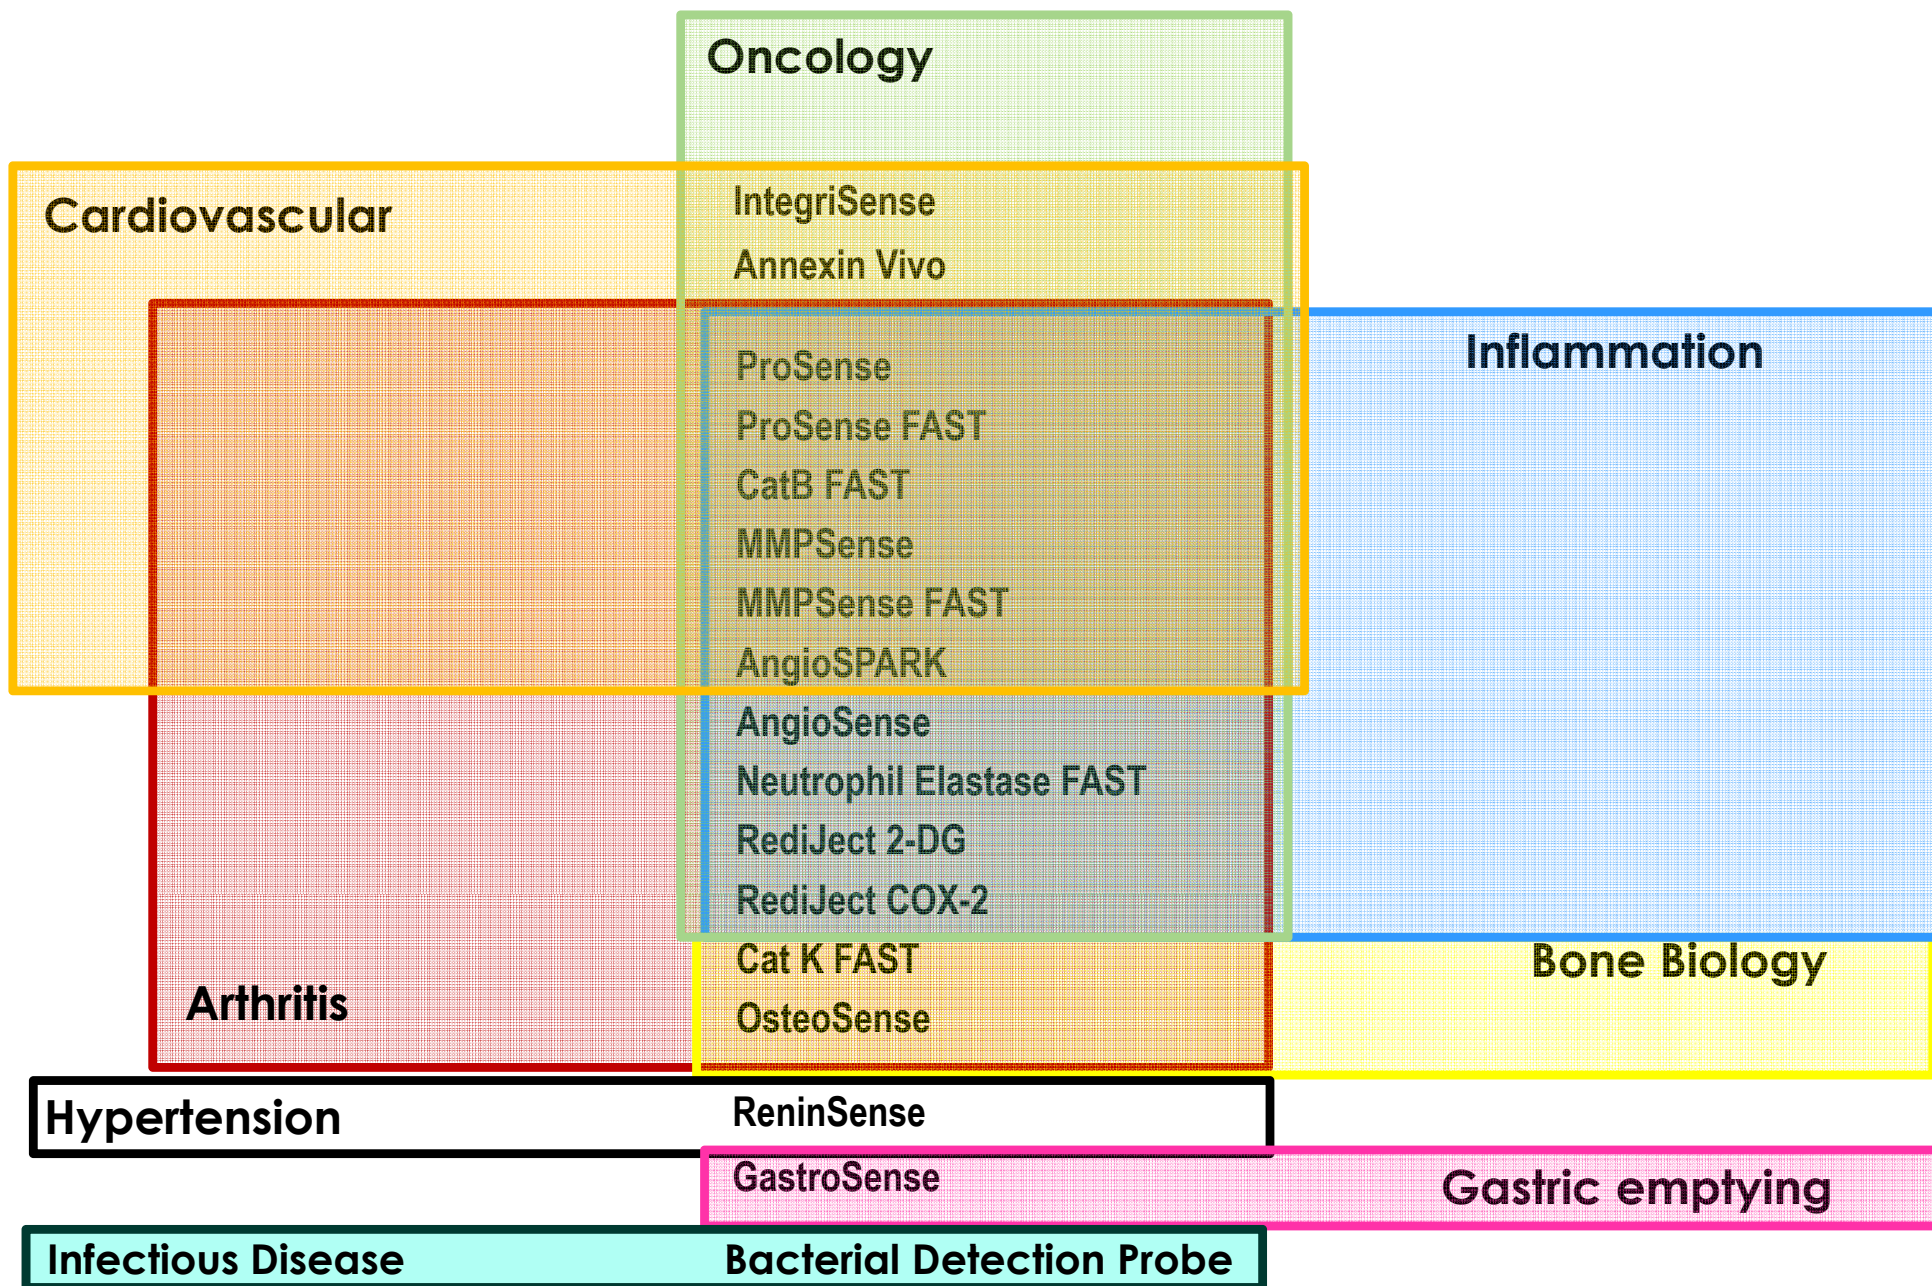 Oncology
Cardiovascular
IntegriSense
Annexin Vivo
Inflammation
ProSense
ProSense FAST
CatB FAST
MMPSense
MMPSense FAST
AngioSPARK
AngioSense
Neutrophil Elastase FAST
RediJect 2-DG
RediJect COX-2
Cat K FAST
Bone Biology
Arthritis
OsteoSense
Hypertension
ReninSense
GastroSense
Gastric emptying
Infectious Disease
Bacterial Detection Probe